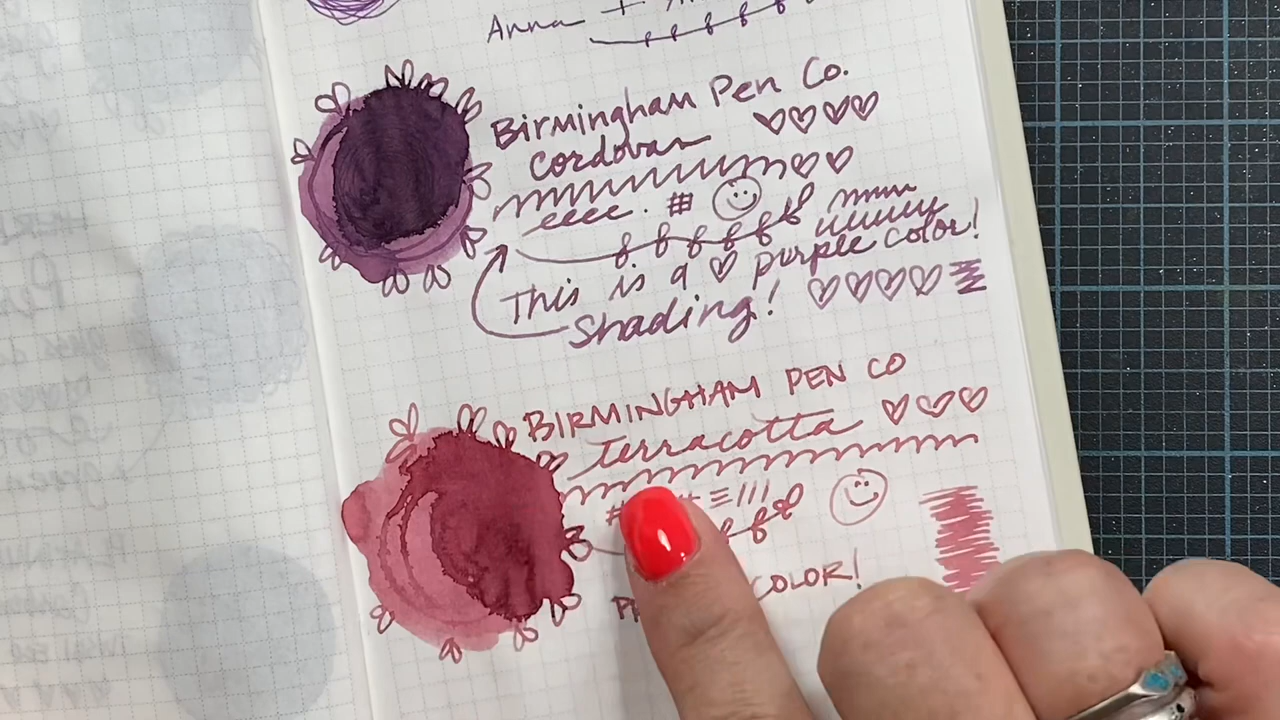 Anna
Birmingham Pen Co.
Cordovan
eeee.
#
This is a purple color!
Shading!
BIRMINGHAM PEN CO
Terracotta
COLOR!